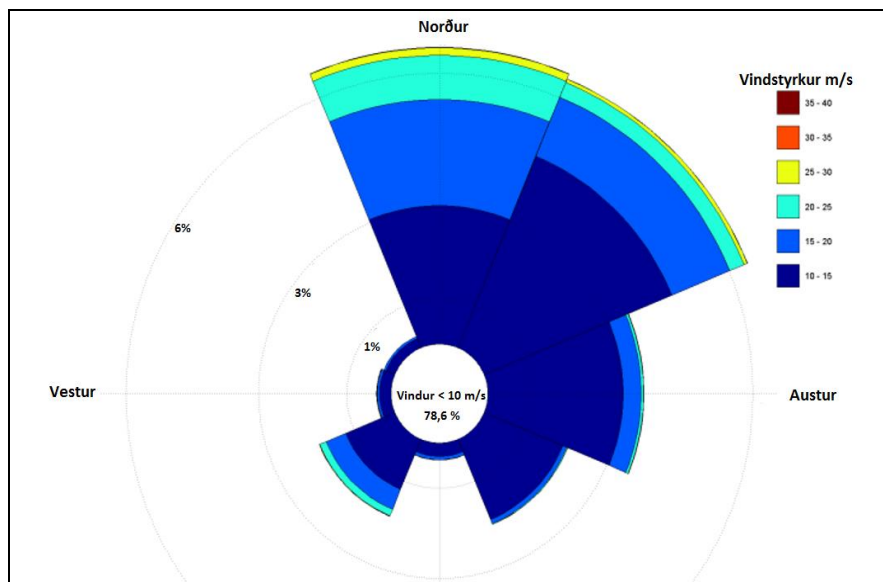 Norður
Vindstyrkur m/s
35 - 40
30 - 35
25 - 30
20 - 25
15 - 20
10 - 15
6%
3%
1%
Vestur
Vindur < 10 m/s
78,6 %
Austur